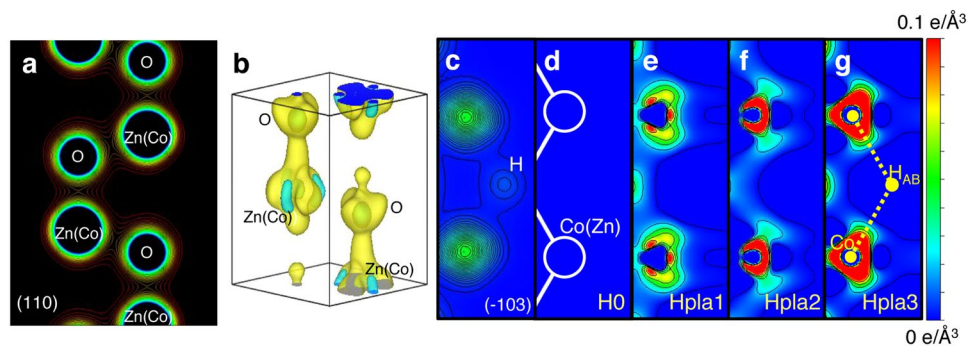 a
O
Zn(Co)
O
Zn(Co)
O
(110)
Zn(Co)
b
O
Zn(Co)
O
Zn(Co)
c
H
(-103)
d
Co(Zn)
H0
e
Hpla1
f
Hpla2
g
H_AB
Co
Hpla3
0.1 e/Å³
0 e/Å³